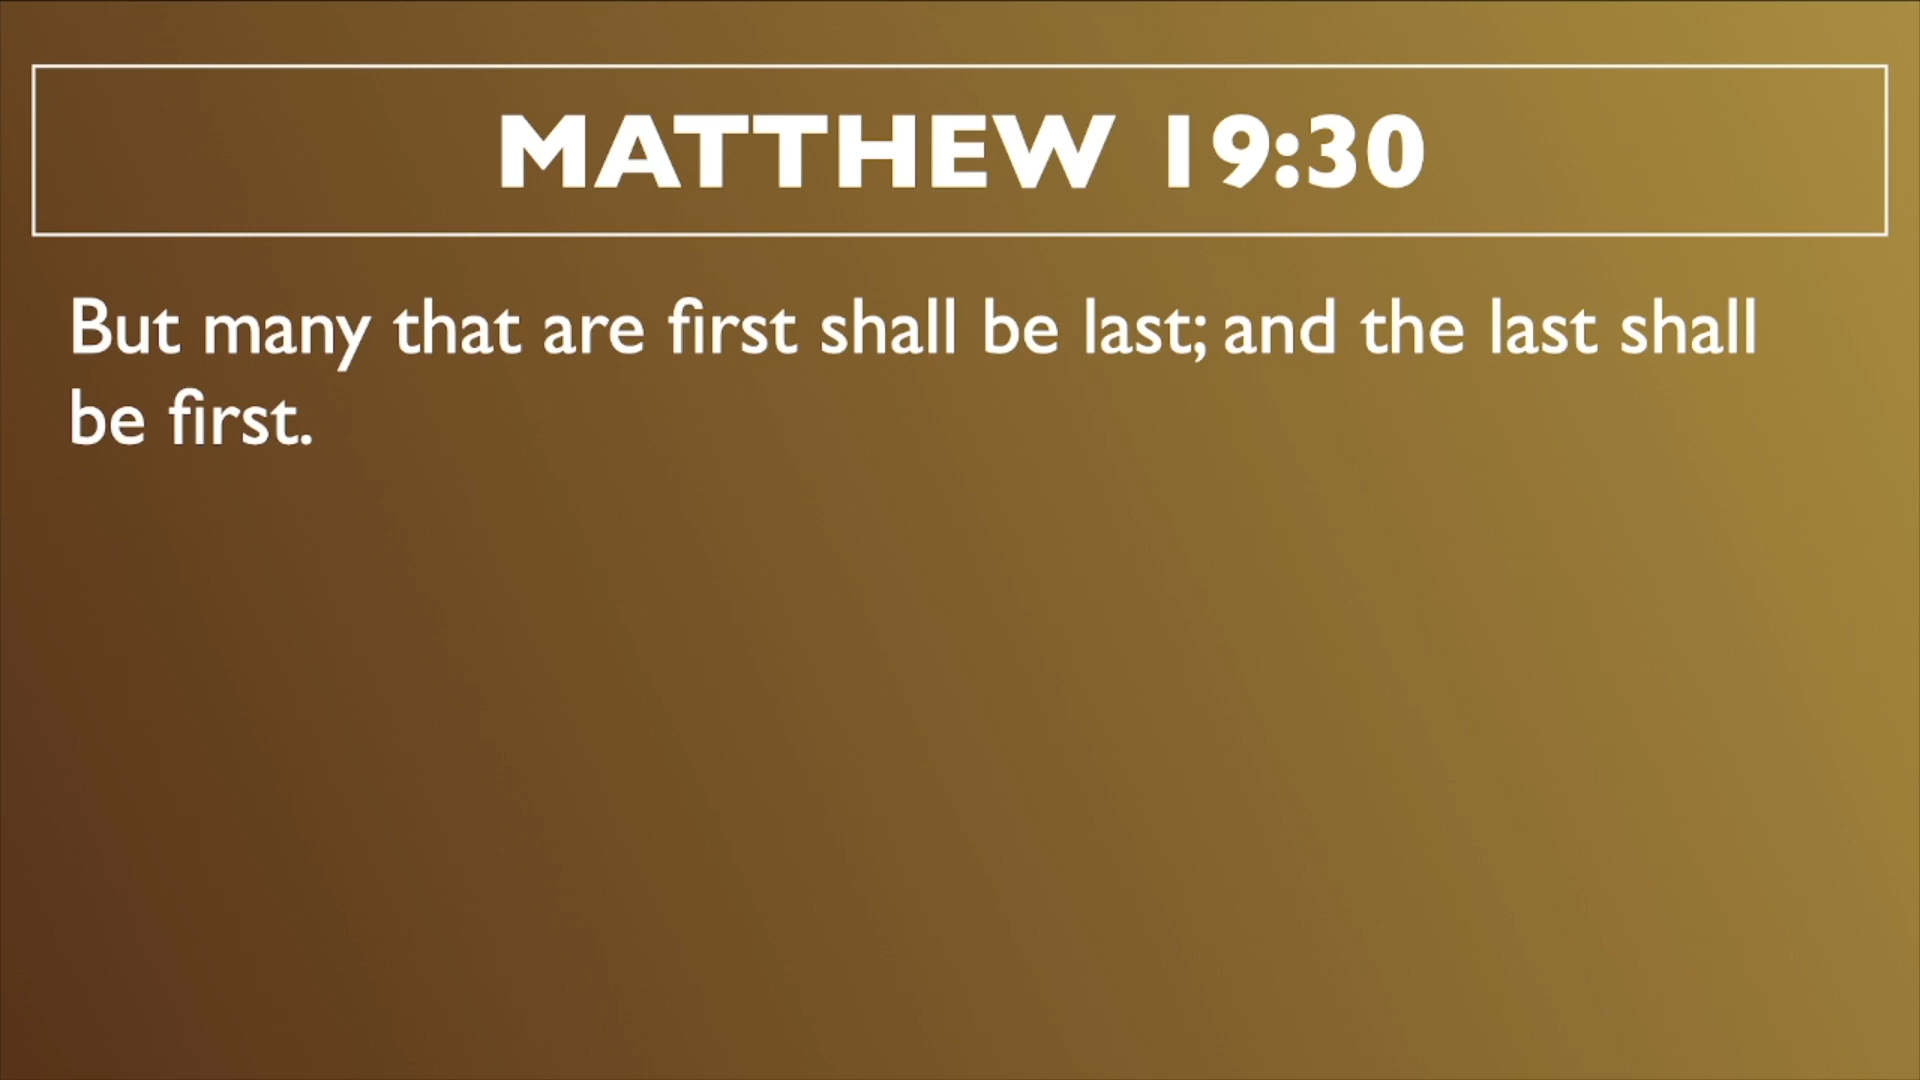 MATTHEW 19:30
But many that are first shall be last; and the last shall
be first.